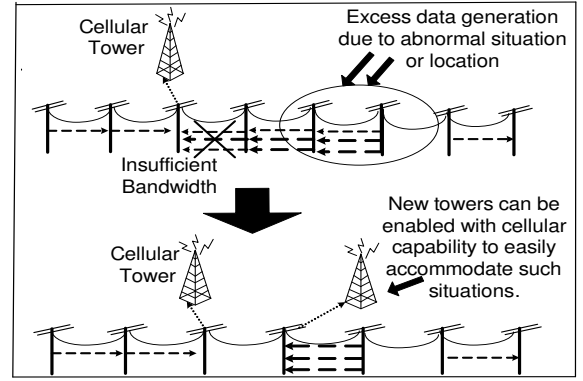 Cellular
Tower
Excess data generation
due to abnormal situation
or location
Insufficient
Bandwidth
Cellular
Tower
New towers can be
enabled with cellular
capability to easily
accommodate such
situations.